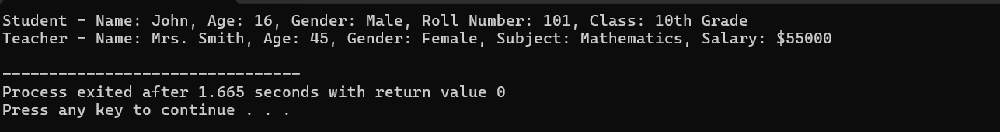 Student - Name: John, Age: 16, Gender: Male, Roll Number: 101, Class: 10th Grade
Teacher - Name: Mrs. Smith, Age: 45, Gender: Female, Subject: Mathematics, Salary: $55000
--------------------------------
Process exited after 1.665 seconds with return value 0
Press any key to continue . . .